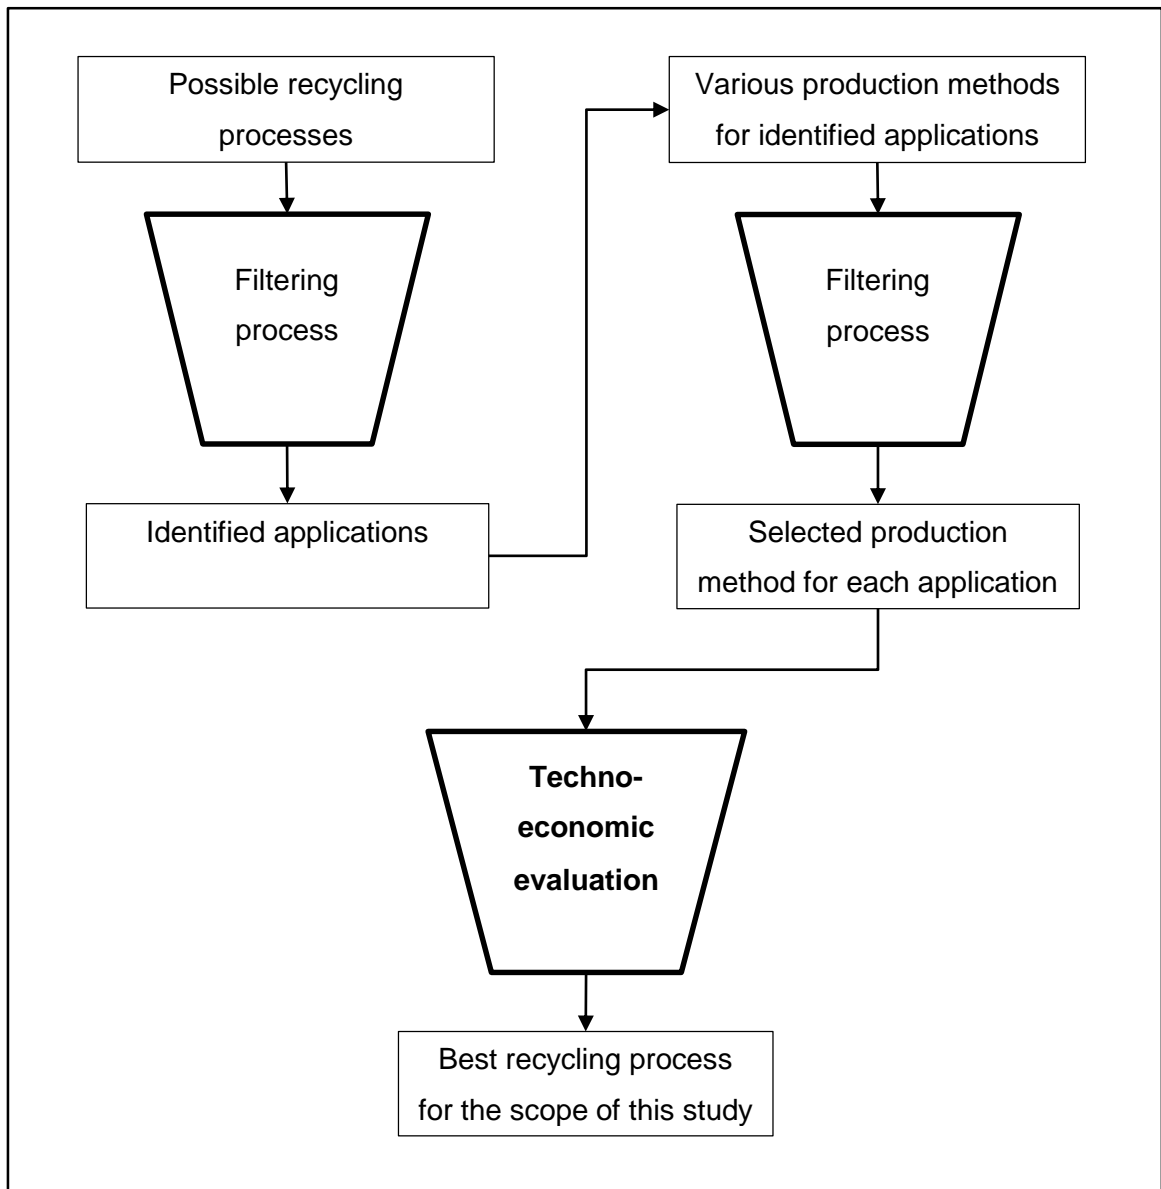 Possible recycling
processes
Filtering
process
Identified applications
Various production methods
for identified applications
Filtering
process
Selected production
method for each application
Techno-
economic
evaluation
Best recycling process
for the scope of this study